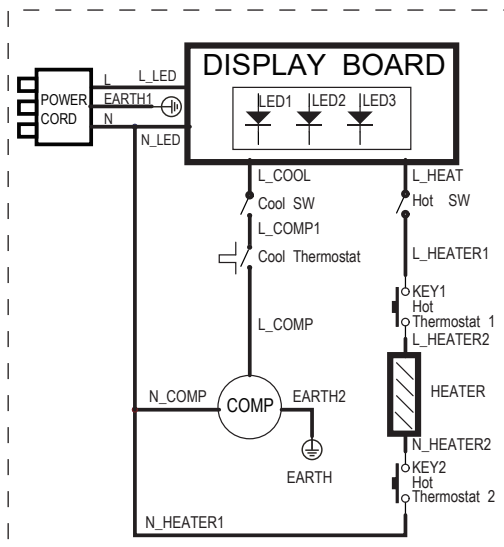 DISPLAY BOARD
L
L_LED
POWER
CORD
EARTH1
N
N_LED
LED1
LED2
LED3
L_COOL
L_HEAT
Cool SW
Hot SW
L_COMP1
Cool Thermostat
L_HEATER1
KEY1
Hot
Thermostat 1
L_COMP
L_HEATER2
HEATER
N_COMP
COMP
EARTH2
N_HEATER2
EARTH
KEY2
Hot
Thermostat 2
N_HEATER1